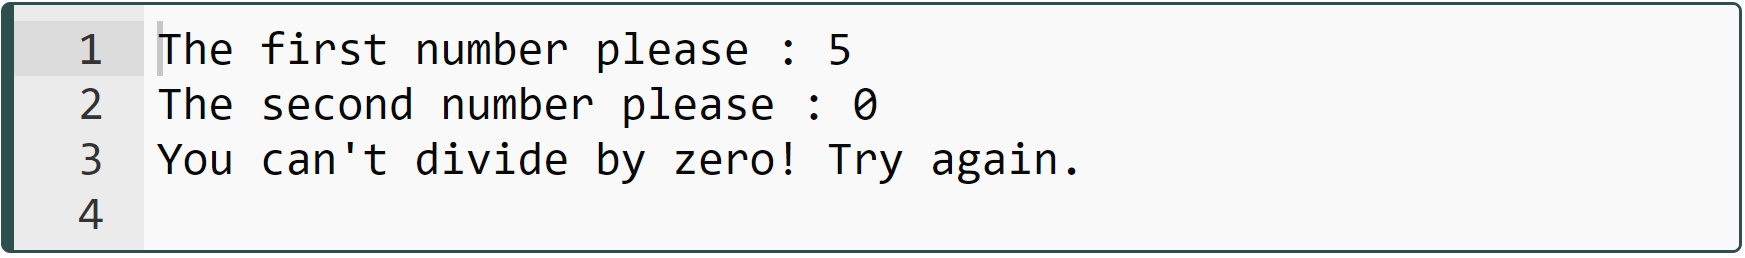 1 The first number please : 5
2 The second number please : 0
3 You can't divide by zero! Try again.
4